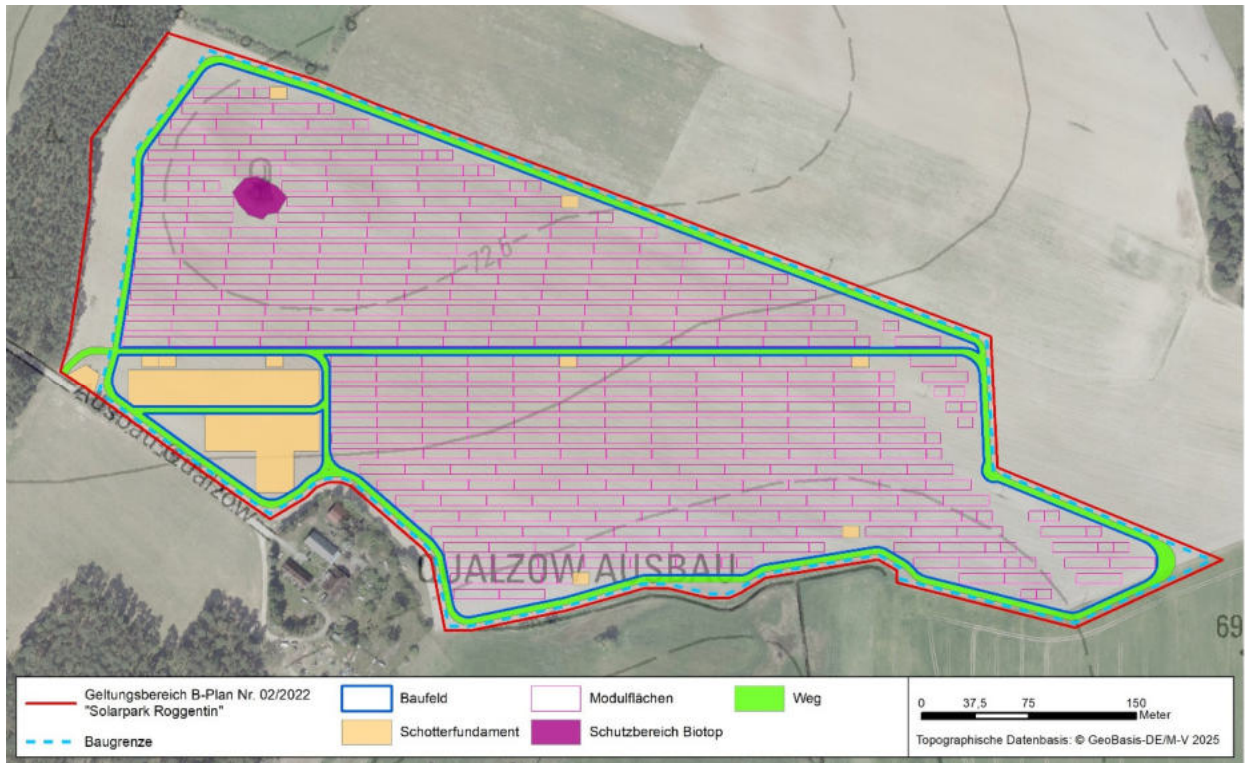 72,6
Ausbau Qualzow
QUALZOW AUSBAU
69
Geltungsbereich B-Plan Nr. 02/2022
"Solarpark Roggentin"
Baugrenze
Baufeld
Schotterfundament
Modulflächen
Schutzbereich Biotop
Weg
0 37,5 75 150
Meter
Topographische Datenbasis: © GeoBasis-DE/M-V 2025